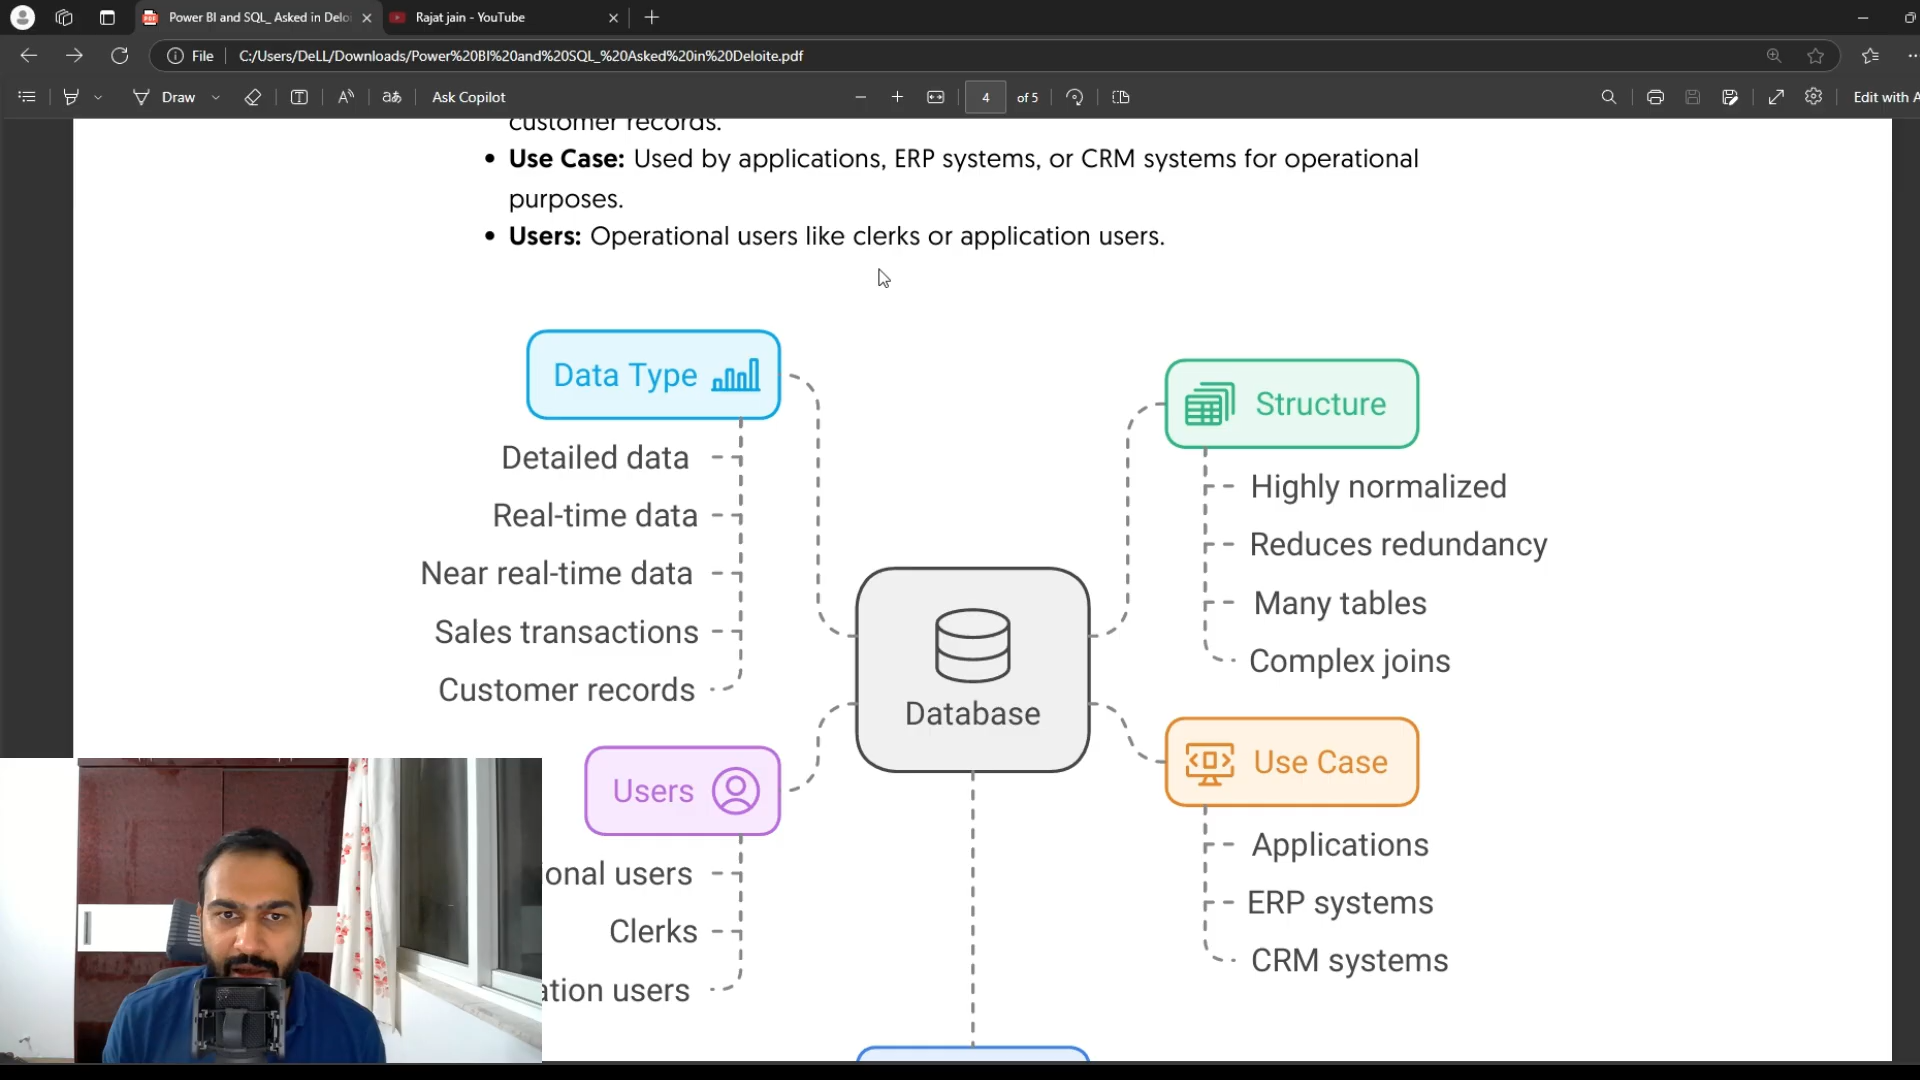 Power BI and SQL_ Asked in Delo
Rajat jain - YouTube
File
C:/Users/DeLL/Downloads/Power%20BI%20and%20SQL_%20Asked%20in%20Deloite.pdf
Draw
Ask Copilot
4
of 5
Edit with A
customer records.
• Use Case: Used by applications, ERP systems, or CRM systems for operational
purposes.
• Users: Operational users like clerks or application users.
Data Type
Detailed data
Real-time data
Near real-time data
Sales transactions
Customer records
Structure
Highly normalized
Reduces redundancy
Many tables
Complex joins
Database
Users
onal users
Clerks
ation users
Use Case
Applications
ERP systems
CRM systems